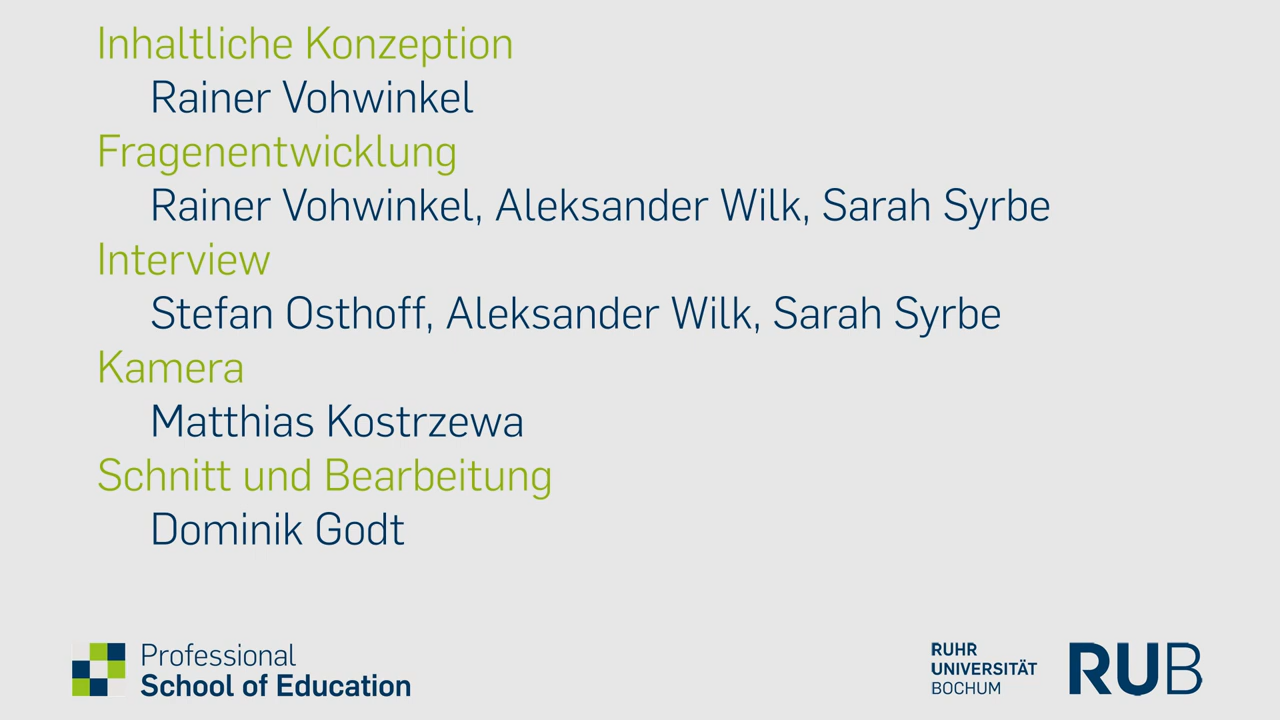 Inhaltliche Konzeption
Rainer Vohwinkel
Fragenentwicklung
Rainer Vohwinkel, Aleksander Wilk, Sarah Syrbe
Interview
Stefan Osthoff, Aleksander Wilk, Sarah Syrbe
Kamera
Matthias Kostrzewa
Schnitt und Bearbeitung
Dominik Godt
Professional
School of Education
RUHR
UNIVERSITÄT
BOCHUM
RUB